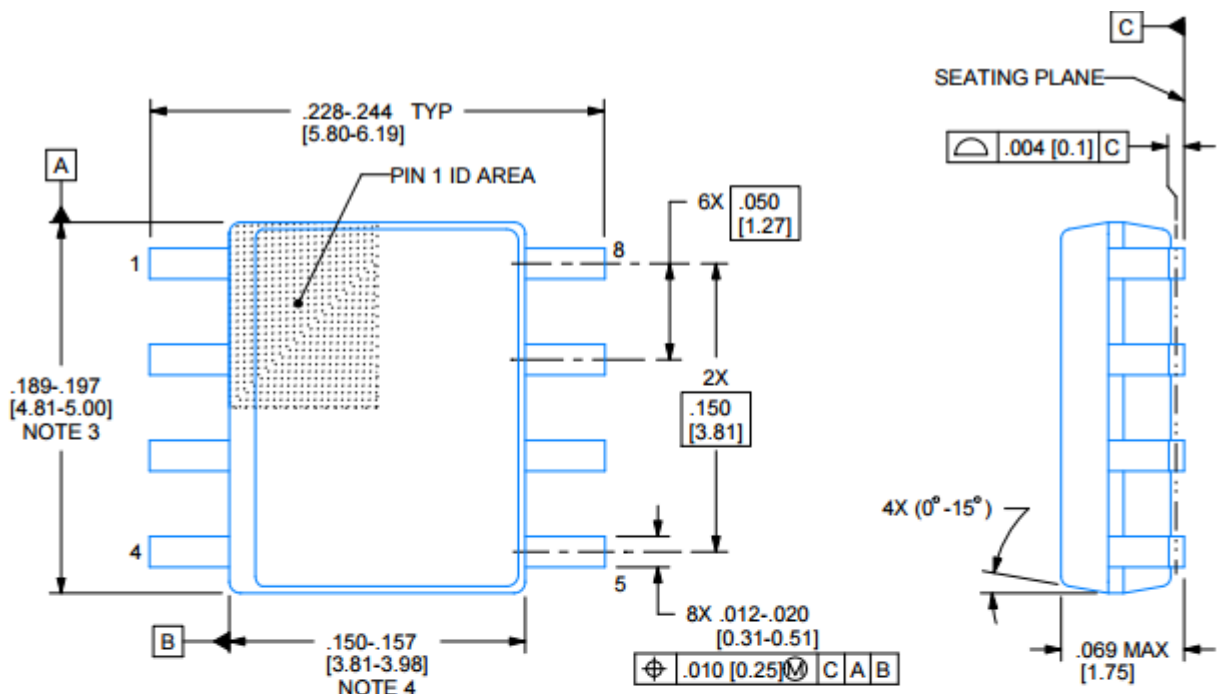 C
SEATING PLANE
.228-.244 TYP
[5.80-6.19]
.004 [0.1] C
A
PIN 1 ID AREA
6X .050
[1.27]
1
8
.189-.197
[4.81-5.00]
NOTE 3
2X
.150
[3.81]
4X (0°-15°)
4
5
8X .012-.020
[0.31-0.51]
B
.150-.157
[3.81-3.98]
NOTE 4
⌖ .010 [0.25]Ⓜ C A B
.069 MAX
[1.75]